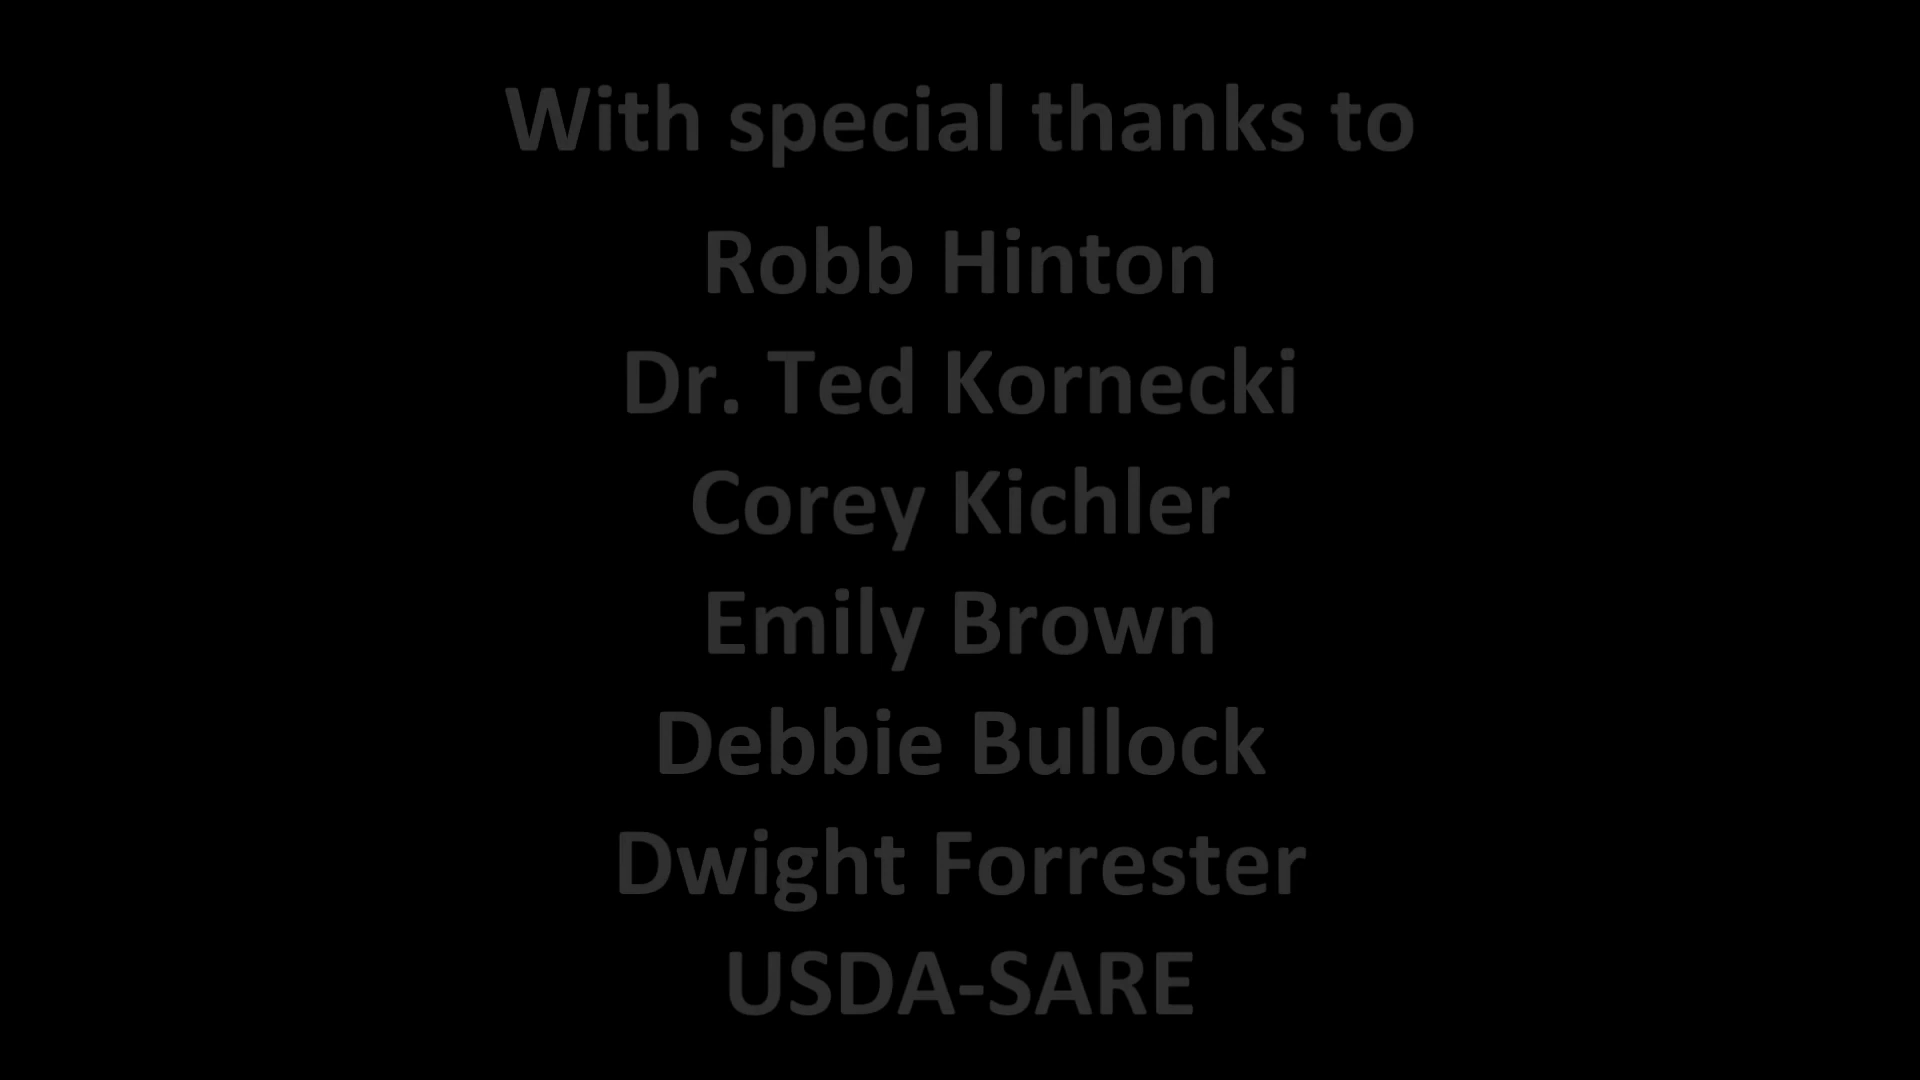 With special thanks to
Robb Hinton
Dr. Ted Kornecki
Corey Kichler
Emily Brown
Debbie Bullock
Dwight Forrester
USDA-SARE